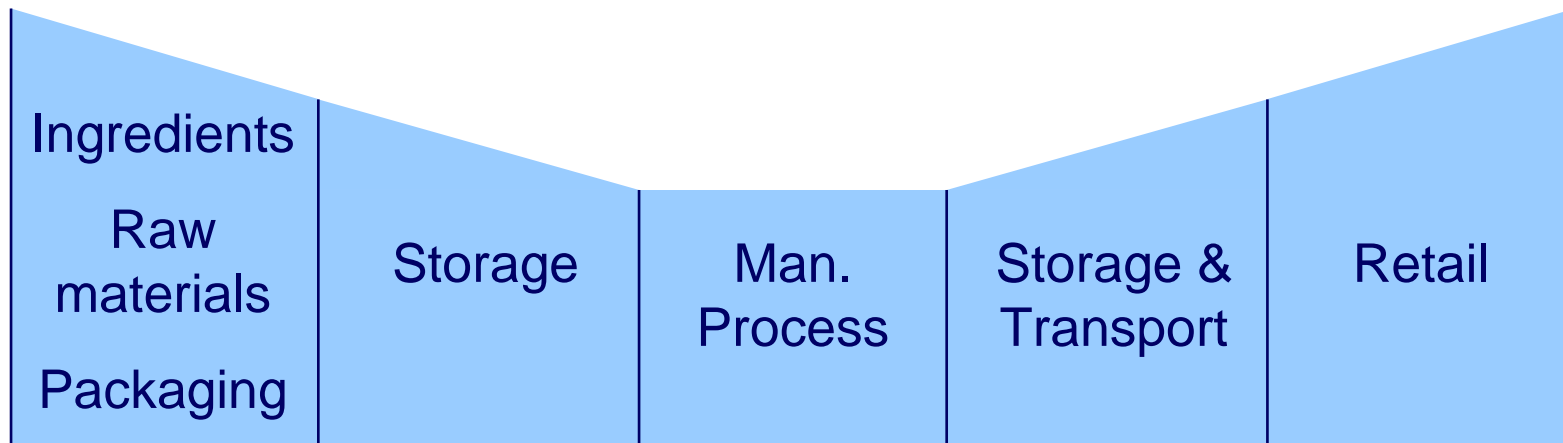 Ingredients
Raw
materials
Packaging
Storage
Man.
Process
Storage &
Transport
Retail